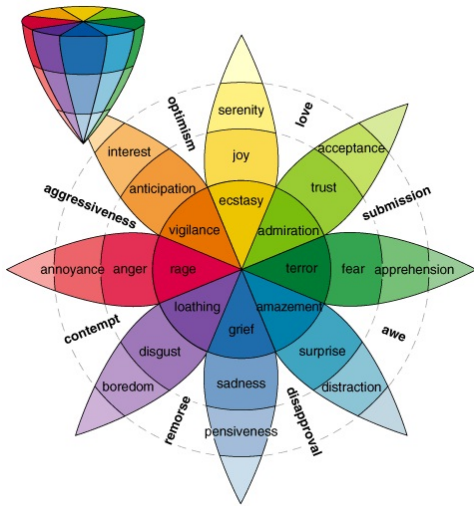 optimism
serenity
love
interest
joy
acceptance
anticipation
trust
aggressiveness
ecstasy
submission
vigilance
admiration
annoyance
anger
rage
terror
fear
apprehension
loathing
amazement
contempt
grief
awe
disgust
surprise
boredom
sadness
distraction
remorse
pensiveness
disapproval